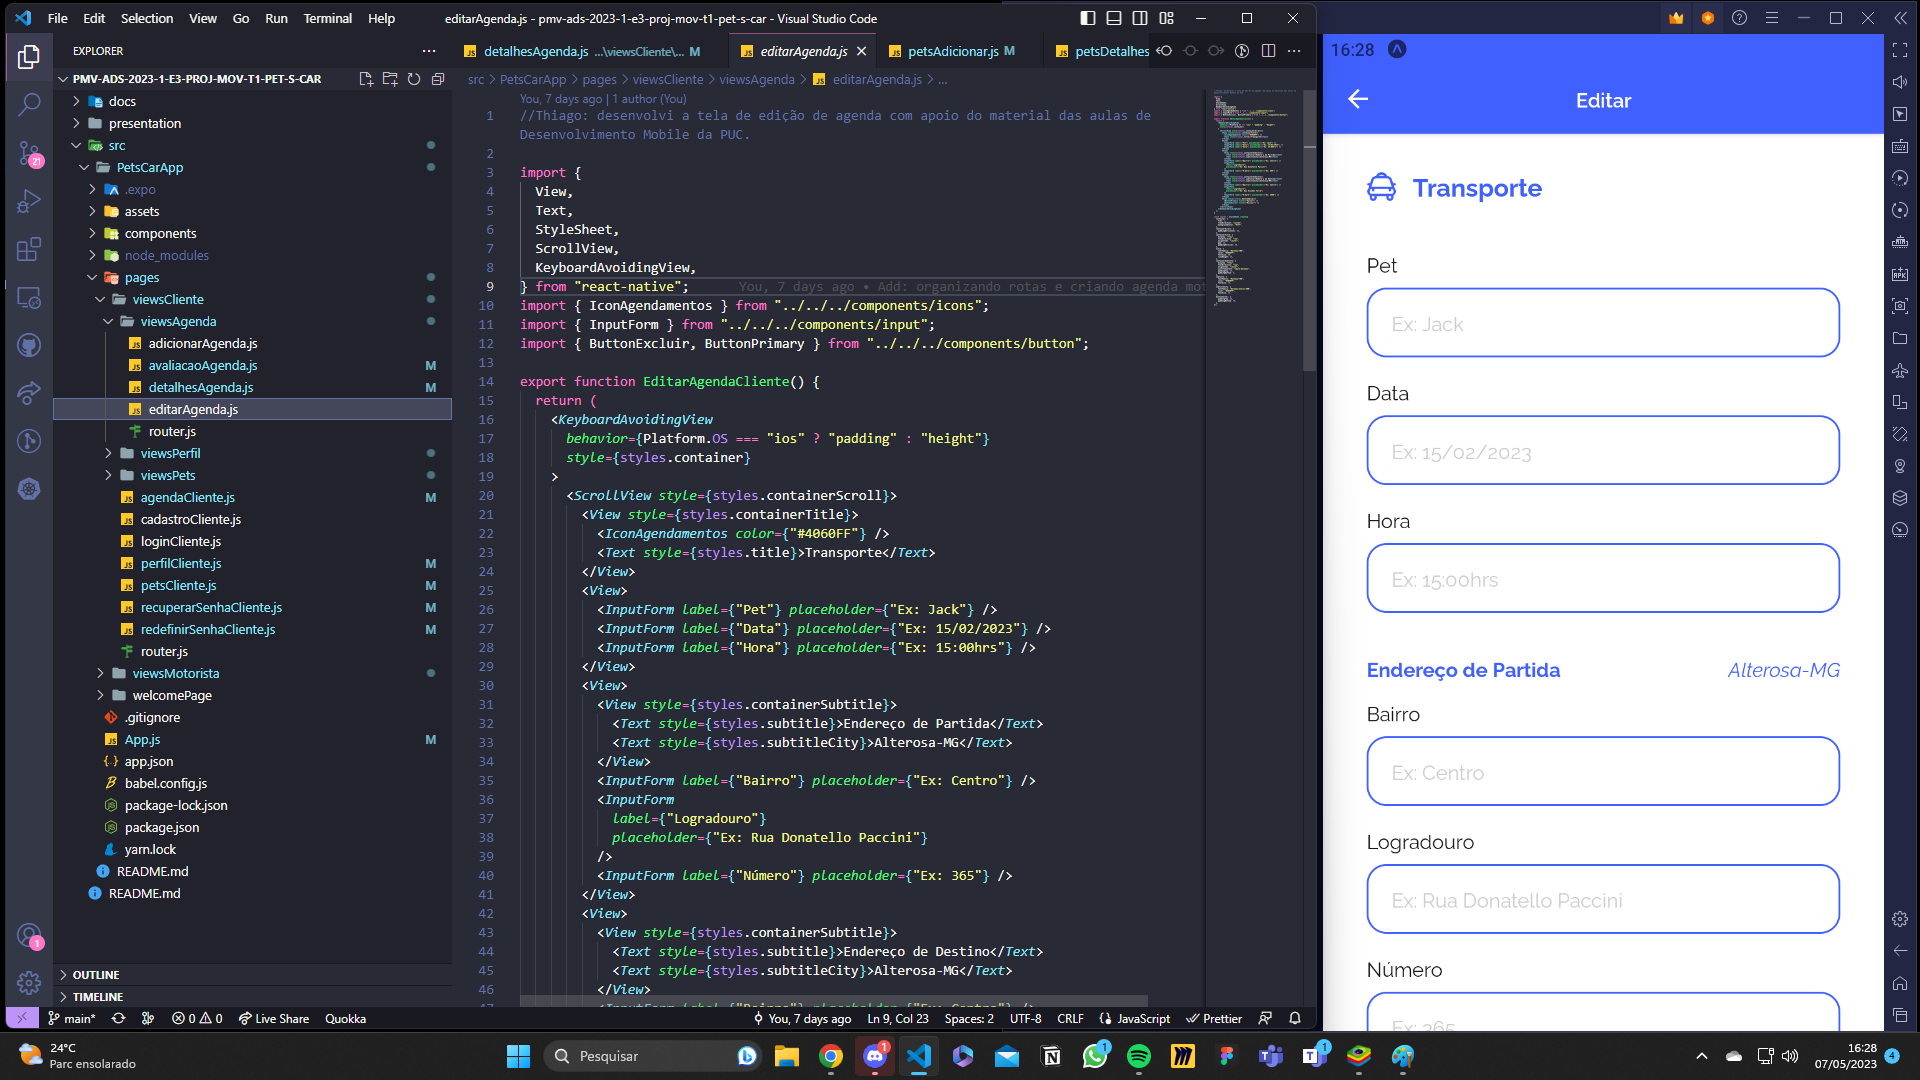 File Edit Selection View Go Run Terminal Help
editarAgenda.js - pmv-ads-2023-1-e3-proj-mov-t1-pet-s-car - Visual Studio Code
EXPLORER
PMV-ADS-2023-1-E3-PROJ-MOV-T1-PET-S-CAR
docs
presentation
src
PetsCarApp
.expo
assets
components
node_modules
pages
viewsCliente
viewsAgenda
adicionarAgenda.js
avaliacaoAgenda.js M
detalhesAgenda.js M
editarAgenda.js
router.js
viewsPerfil
viewsPets
agendaCliente.js M
cadastroCliente.js
loginCliente.js
perfilCliente.js M
petsCliente.js M
recuperarSenhaCliente.js M
redefinirSenhaCliente.js M
router.js
viewsMotorista
welcomePage
.gitignore
App.js M
app.json
babel.config.js
package-lock.json
package.json
yarn.lock
README.md
README.md
OUTLINE
TIMELINE
21
1
detalhesAgenda.js ...\viewsCliente\... M
editarAgenda.js
petsAdicionar.js M
petsDetalhes
src > PetsCarApp > pages > viewsCliente > viewsAgenda > editarAgenda.js > ...
You, 7 days ago | 1 author (You)
1 //Thiago: desenvolvi a tela de edição de agenda com apoio do material das aulas de
Desenvolvimento Mobile da PUC.
2
3 import {
4 View,
5 Text,
6 StyleSheet,
7 ScrollView,
8 KeyboardAvoidingView,
9 } from "react-native"; You, 7 days ago • Add: organizando rotas e criando agenda mot
10 import { IconAgendamentos } from "../../../components/icons";
11 import { InputForm } from "../../../components/input";
12 import { ButtonExcluir, ButtonPrimary } from "../../../components/button";
13
14 export function EditarAgendaCliente() {
15 return (
16 <KeyboardAvoidingView
17 behavior={Platform.OS === "ios" ? "padding" : "height"}
18 style={styles.container}
19 >
20 <ScrollView style={styles.containerScroll}>
21 <View style={styles.containerTitle}>
22 <IconAgendamentos color={"#4060FF"} />
23 <Text style={styles.title}>Transporte</Text>
24 </View>
25 <View>
26 <InputForm label={"Pet"} placeholder={"Ex: Jack"} />
27 <InputForm label={"Data"} placeholder={"Ex: 15/02/2023"} />
28 <InputForm label={"Hora"} placeholder={"Ex: 15:00hrs"} />
29 </View>
30 <View>
31 <View style={styles.containerSubtitle}>
32 <Text style={styles.subtitle}>Endereço de Partida</Text>
33 <Text style={styles.subtitleCity}>Alterosa-MG</Text>
34 </View>
35 <InputForm label={"Bairro"} placeholder={"Ex: Centro"} />
36 <InputForm
37 label={"Logradouro"}
38 placeholder={"Ex: Rua Donatello Paccini"}
39 />
40 <InputForm label={"Número"} placeholder={"Ex: 365"} />
41 </View>
42 <View>
43 <View style={styles.containerSubtitle}>
44 <Text style={styles.subtitle}>Endereço de Destino</Text>
45 <Text style={styles.subtitleCity}>Alterosa-MG</Text>
46 </View>
47 <InputForm label={"Bairro"} placeholder={"Ex: Centro"} />
main* 0 0 Live Share Quokka You, 7 days ago Ln 9, Col 23 Spaces: 2 UTF-8 CRLF JavaScript Prettier
16:28
Editar
Transporte
Pet
Ex: Jack
Data
Ex: 15/02/2023
Hora
Ex: 15:00hrs
Endereço de Partida Alterosa-MG
Bairro
Ex: Centro
Logradouro
Ex: Rua Donatello Paccini
Número
Ex: 365
24°C
Parc ensolarado
Pesquisar
1
1
1
16:28
07/05/2023
4